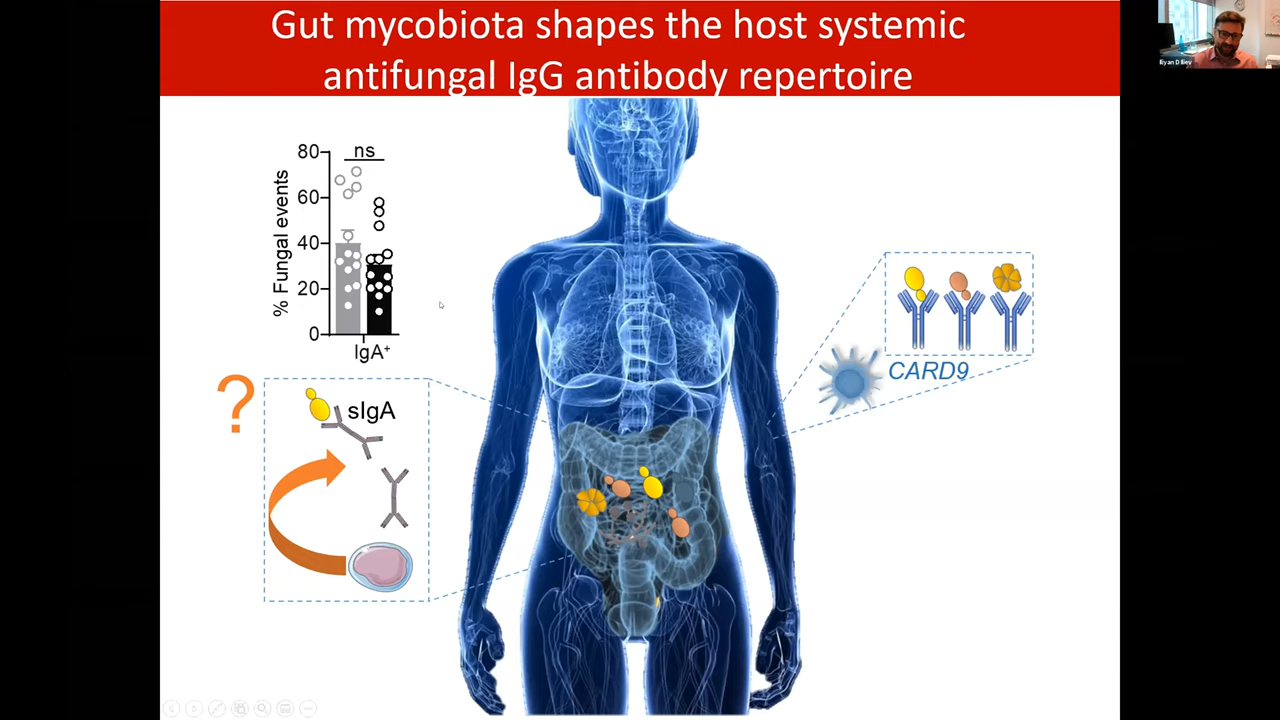 Gut mycobiota shapes the host systemic
antifungal IgG antibody repertoire
80
ns
60
40
20
0
% Fungal events
IgA⁺
?
sIgA
CARD9